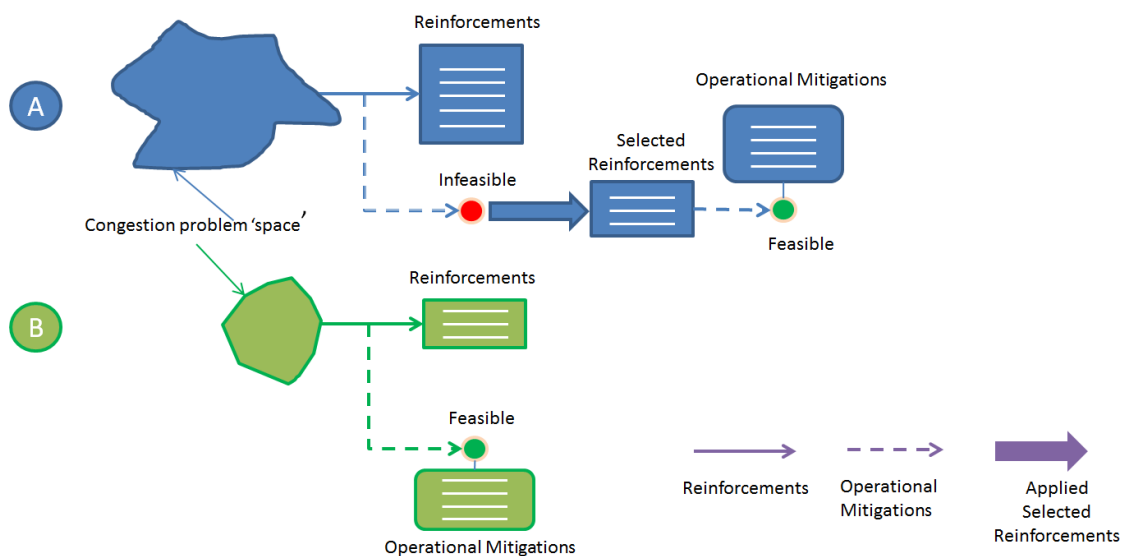 Reinforcements
A
Operational Mitigations
Selected
Reinforcements
Infeasible
Congestion problem ‘space’
Feasible
Reinforcements
B
Feasible
Operational Mitigations
Reinforcements
Operational
Mitigations
Applied
Selected
Reinforcements